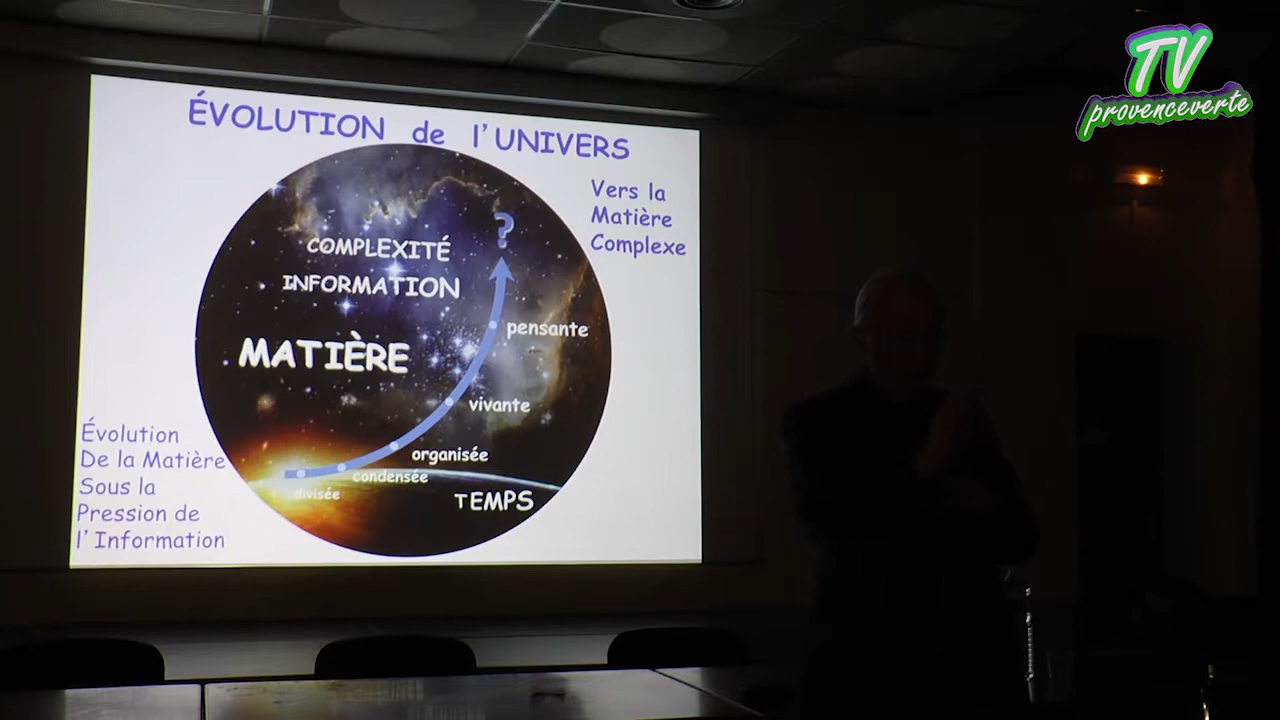 TV
provenceverte
ÉVOLUTION de l'UNIVERS
Vers la
Matière
Complexe
?
COMPLEXITÉ
INFORMATION
MATIÈRE
pensante
vivante
organisée
condensée
divisée
TEMPS
Évolution
De la Matière
Sous la
Pression de
l'Information